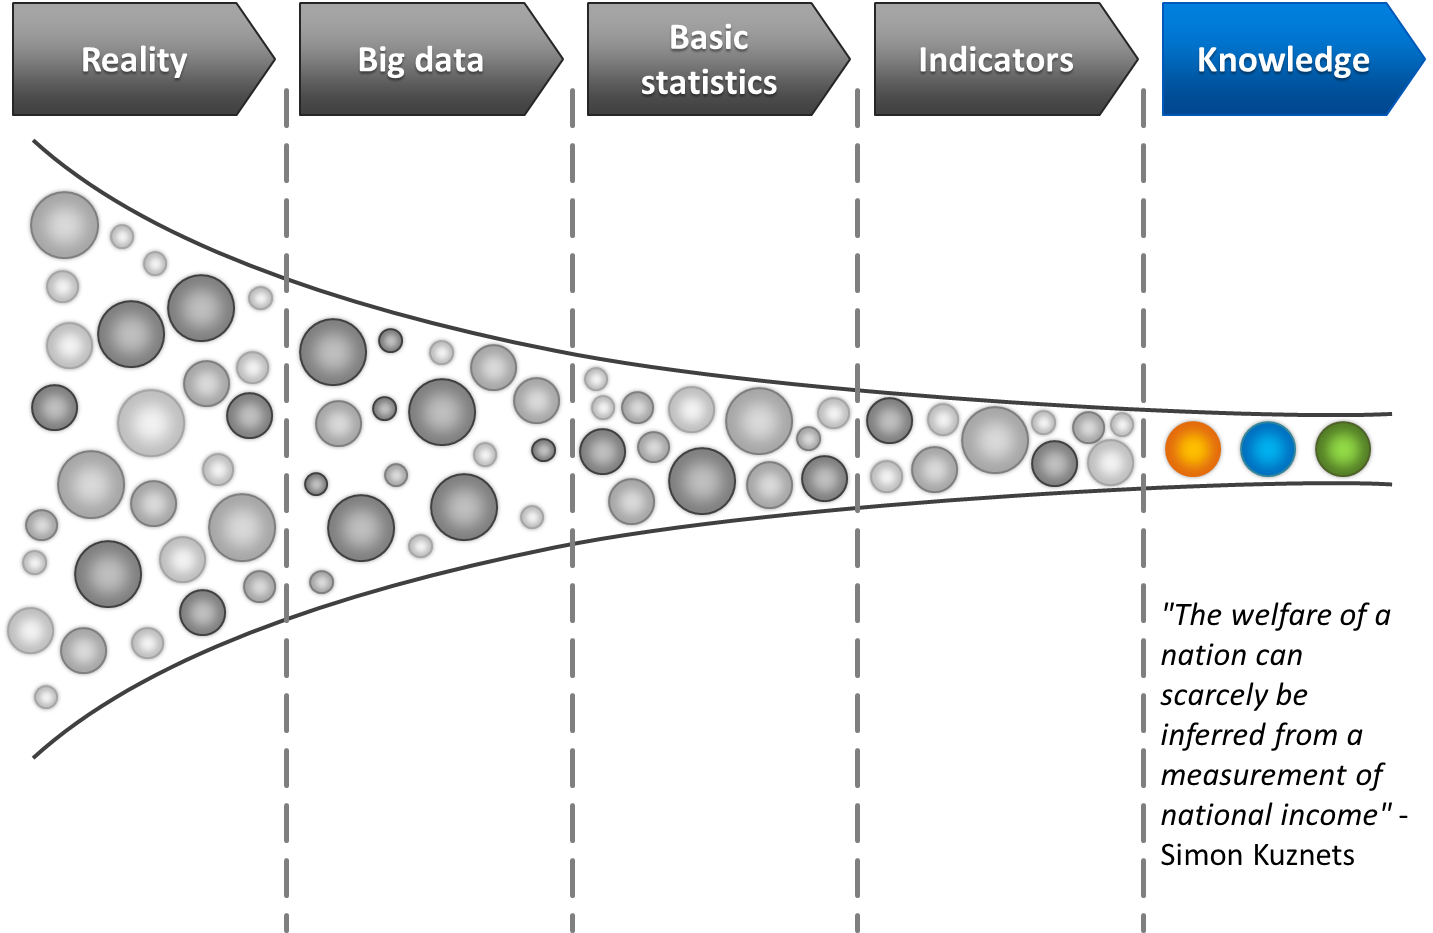 Reality
Big data
Basic
statistics
Indicators
Knowledge
"The welfare of a
nation can
scarcely be
inferred from a
measurement of
national income" -
Simon Kuznets